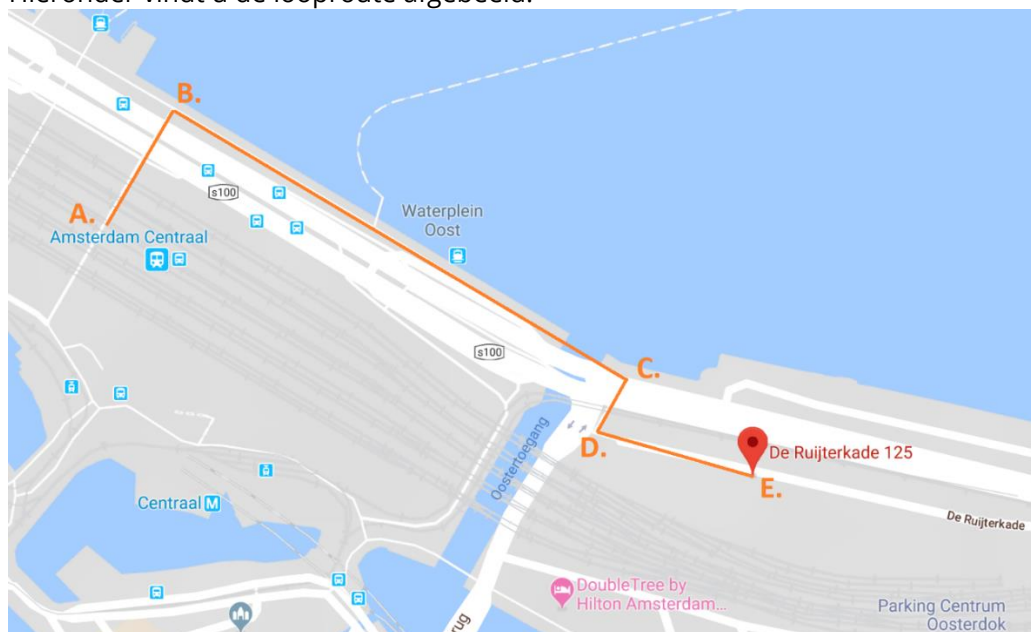 Hieronder vindt u de looproute afgebeeld:
B.
s100
A.
Amsterdam Centraal
Waterplein
Oost
s100
C.
D.
De Ruijterkade 125
E.
Oostertoegang
Centraal M
De Ruijterkade
DoubleTree by
Hilton Amsterdam...
Parking Centrum
Oosterdok